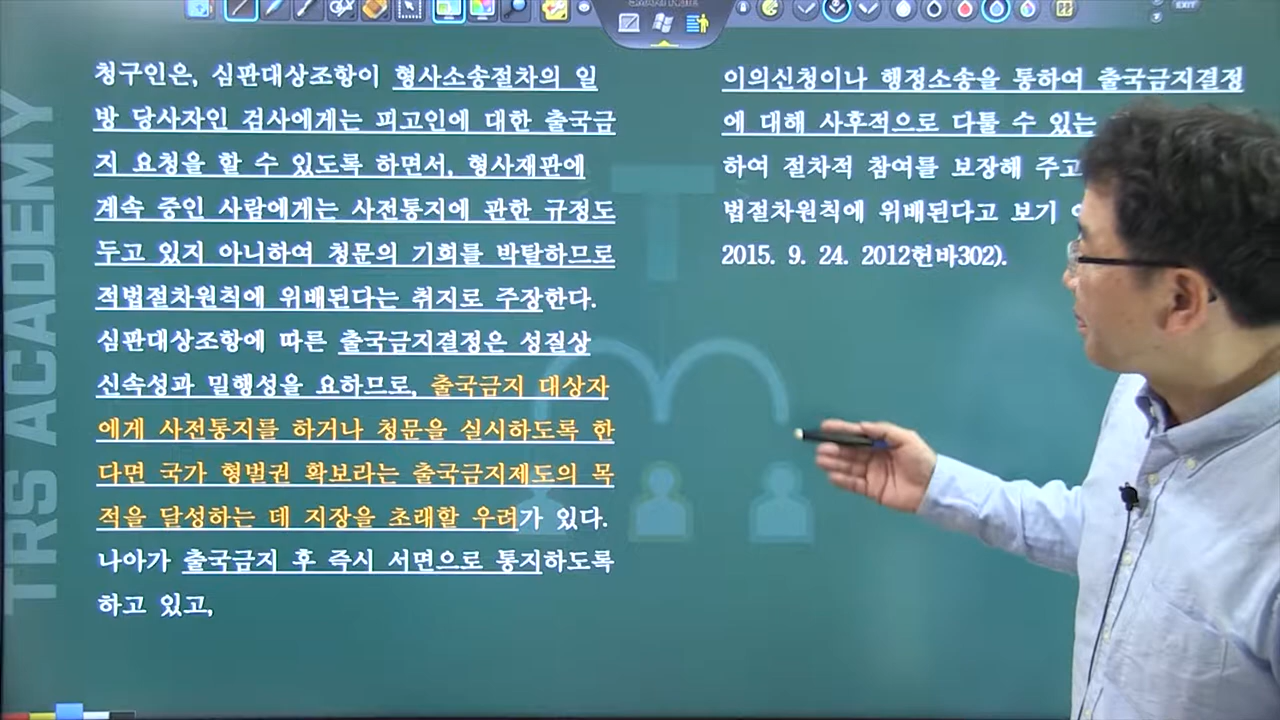 EXIT
TRS ACADEMY
청구인은, 심판대상조항이 형사소송절차의 일
방 당사자인 검사에게는 피고인에 대한 출국금
지 요청을 할 수 있도록 하면서, 형사재판에
계속 중인 사람에게는 사전통지에 관한 규정도
두고 있지 아니하여 청문의 기회를 박탈하므로
적법절차원칙에 위배된다는 취지로 주장한다.
심판대상조항에 따른 출국금지결정은 성질상
신속성과 밀행성을 요하므로, 출국금지 대상자
에게 사전통지를 하거나 청문을 실시하도록 한
다면 국가 형벌권 확보라는 출국금지제도의 목
적을 달성하는 데 지장을 초래할 우려가 있다.
나아가 출국금지 후 즉시 서면으로 통지하도록
하고 있고,
이의신청이나 행정소송을 통하여 출국금지결정
에 대해 사후적으로 다툴 수 있는
하여 절차적 참여를 보장해 주고
법절차원칙에 위배된다고 보기
2015. 9. 24. 2012헌바302).